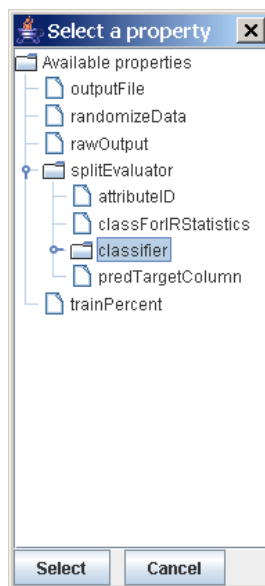 Select a property
Available properties
outputFile
randomizeData
rawOutput
splitEvaluator
attributeID
classForIRStatistics
classifier
predTargetColumn
trainPercent
Select Cancel